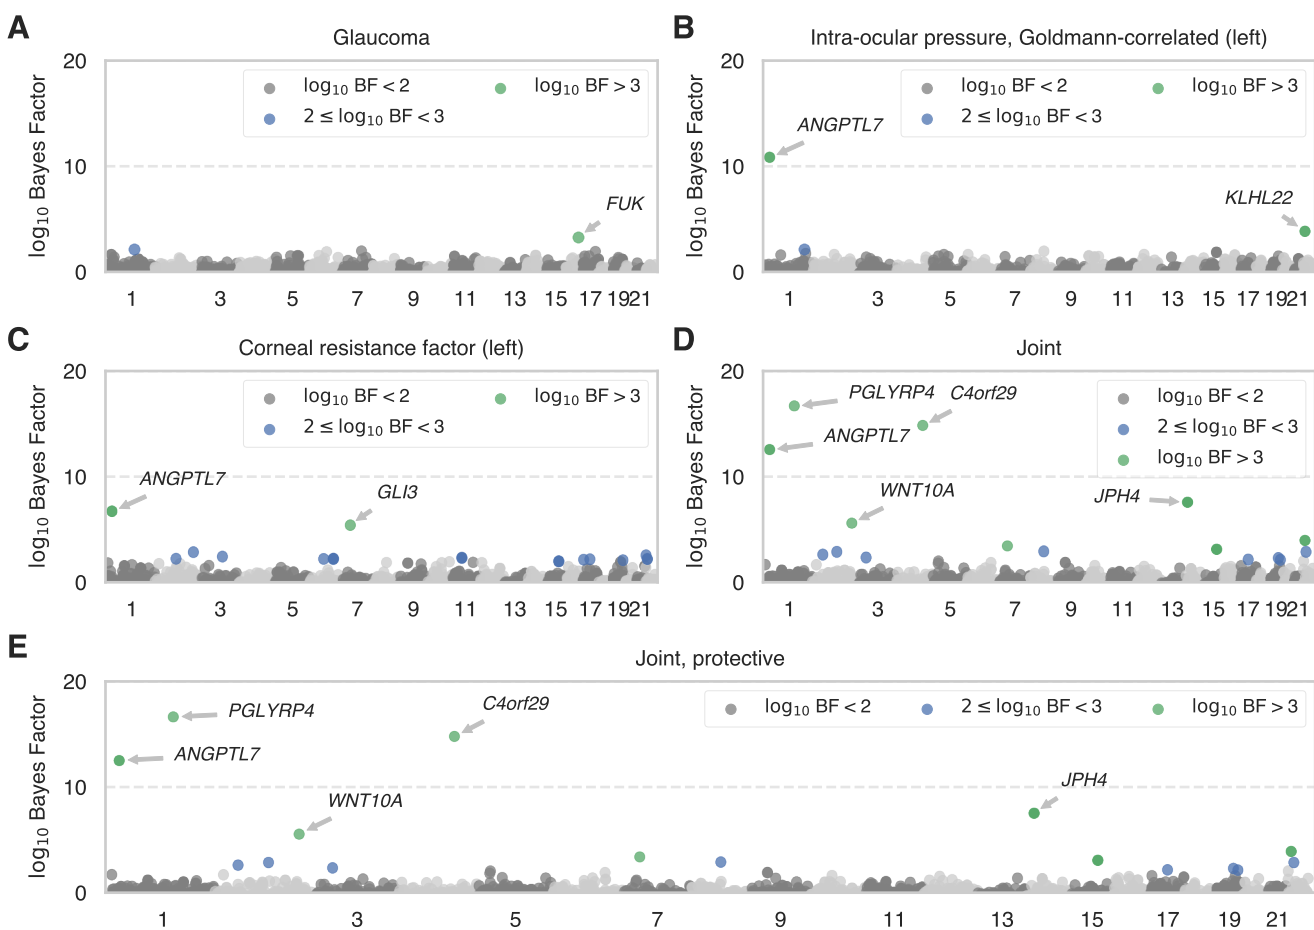 A
Glaucoma
log₁₀ Bayes Factor
20
10
0
log₁₀ BF < 2
2 ≤ log₁₀ BF < 3
log₁₀ BF > 3
FUK
1 3 5 7 9 11 13 15 17 19 21
B
Intra-ocular pressure, Goldmann-correlated (left)
log₁₀ Bayes Factor
20
10
0
log₁₀ BF < 2
2 ≤ log₁₀ BF < 3
log₁₀ BF > 3
ANGPTL7
KLHL22
1 3 5 7 9 11 13 15 17 19 21
C
Corneal resistance factor (left)
log₁₀ Bayes Factor
20
10
0
log₁₀ BF < 2
2 ≤ log₁₀ BF < 3
log₁₀ BF > 3
ANGPTL7
GLI3
1 3 5 7 9 11 13 15 17 19 21
D
Joint
log₁₀ Bayes Factor
20
10
0
PGLYRP4
C4orf29
ANGPTL7
WNT10A
JPH4
log₁₀ BF < 2
2 ≤ log₁₀ BF < 3
log₁₀ BF > 3
1 3 5 7 9 11 13 15 17 19 21
E
Joint, protective
log₁₀ Bayes Factor
20
10
0
log₁₀ BF < 2
2 ≤ log₁₀ BF < 3
log₁₀ BF > 3
PGLYRP4
C4orf29
ANGPTL7
WNT10A
JPH4
1 3 5 7 9 11 13 15 17 19 21